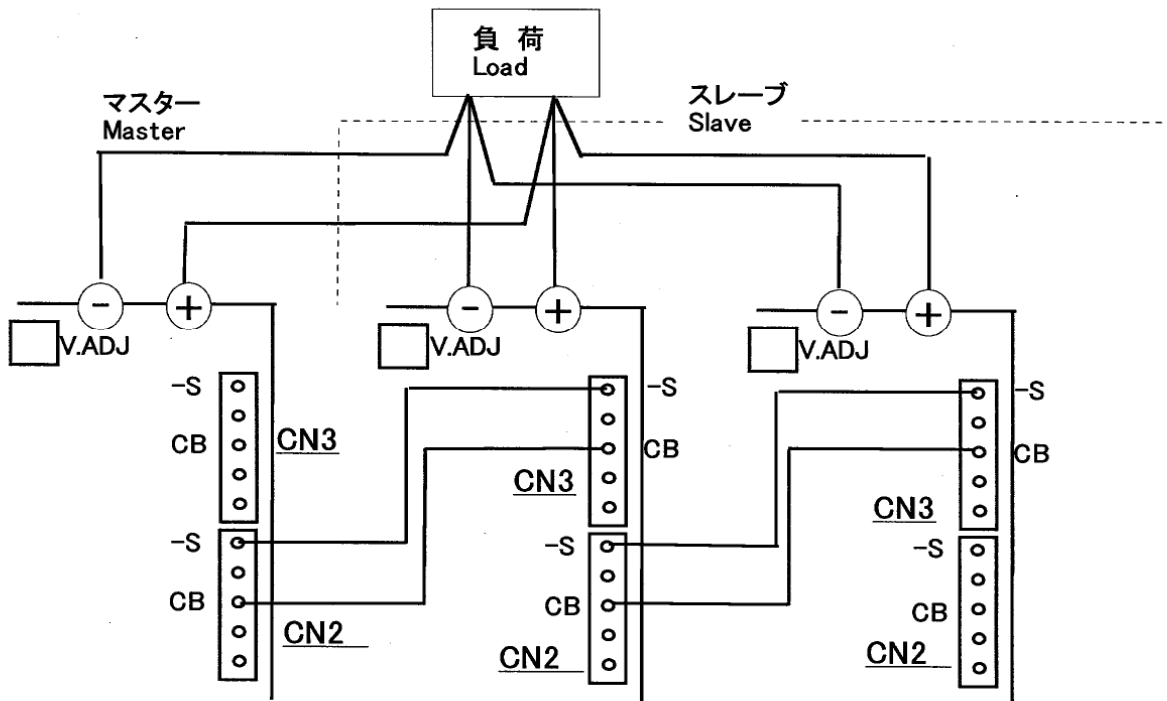 負 荷
Load
マスター
Master
スレーブ
Slave
- +
- +
- +
V.ADJ
V.ADJ
V.ADJ
-S
CB
CN3
-S
CB
CN2
-S
CB
CN3
-S
CB
CN2
-S
CB
CN3
-S
CB
CN2